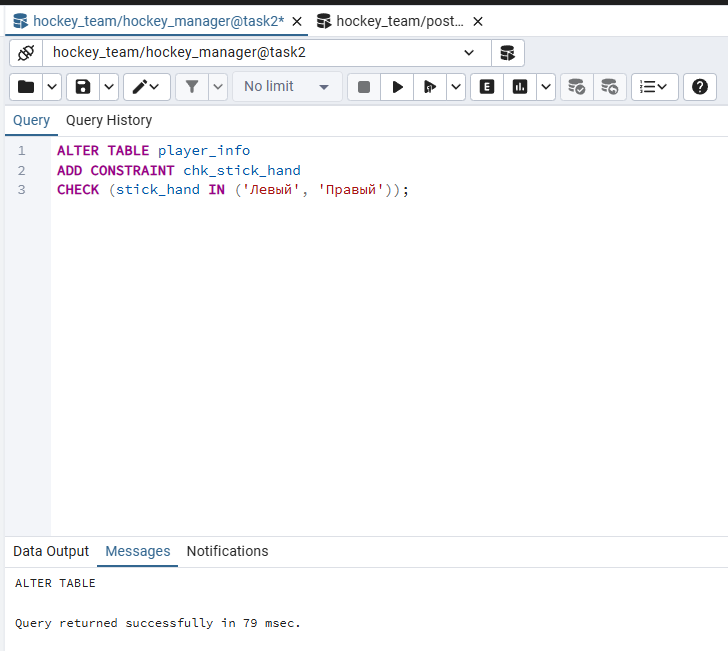 hockey_team/hockey_manager@task2* hockey_team/post...
hockey_team/hockey_manager@task2
No limit E
Query Query History
1 ALTER TABLE player_info
2 ADD CONSTRAINT chk_stick_hand
3 CHECK (stick_hand IN ('Левый', 'Правый'));
Data Output Messages Notifications
ALTER TABLE
Query returned successfully in 79 msec.